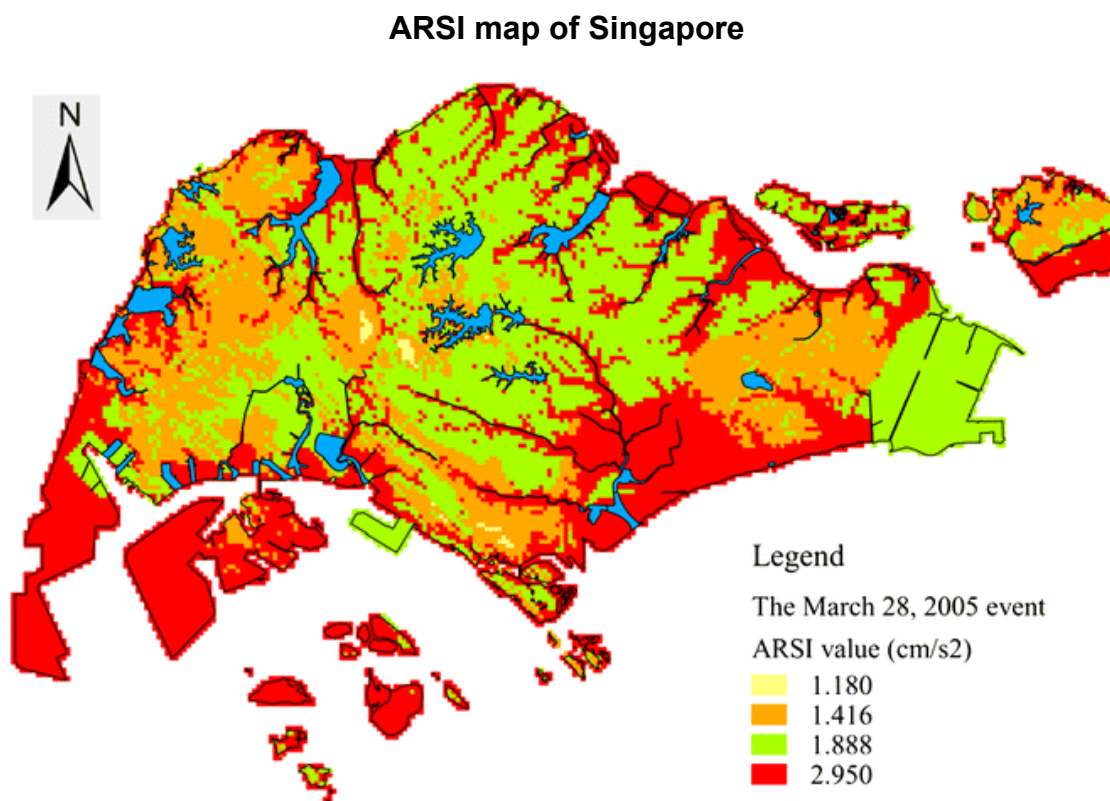 ARSI map of Singapore
N
Legend
The March 28, 2005 event
ARSI value (cm/s2)
1.180
1.416
1.888
2.950